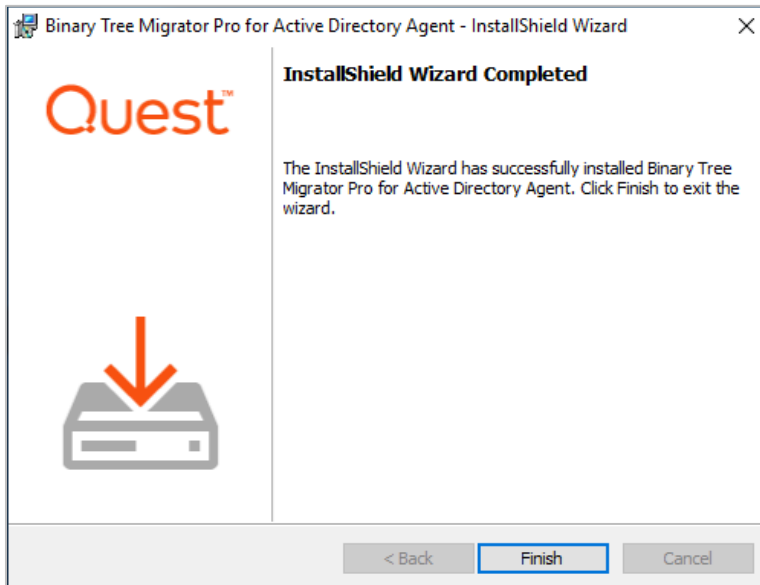 Binary Tree Migrator Pro for Active Directory Agent - InstallShield Wizard
Quest™
InstallShield Wizard Completed
The InstallShield Wizard has successfully installed Binary Tree
Migrator Pro for Active Directory Agent. Click Finish to exit the
wizard.
< Back
Finish
Cancel